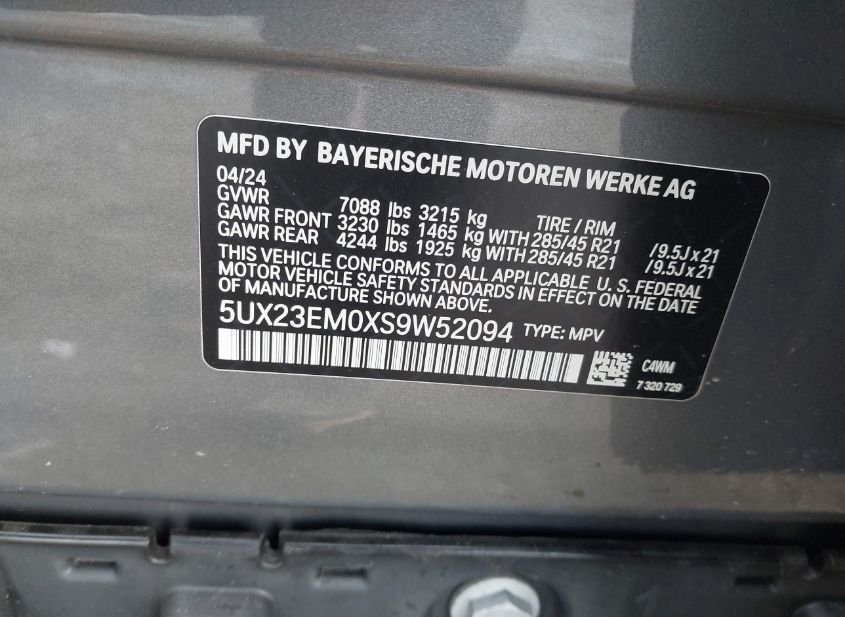 MFD BY BAYERISCHE MOTOREN WERKE AG
04/24
GVWR 7088 lbs 3215 kg TIRE / RIM
GAWR FRONT 3230 lbs 1465 kg WITH 285/45 R21 /9.5J x 21
GAWR REAR 4244 lbs 1925 kg WITH 285/45 R21 /9.5J x 21
THIS VEHICLE CONFORMS TO ALL APPLICABLE U. S. FEDERAL
MOTOR VEHICLE SAFETY STANDARDS IN EFFECT ON THE DATE
OF MANUFACTURE SHOWN ABOVE.
5UX23EM0XS9W52094 TYPE: MPV
C4WM
7 320 729